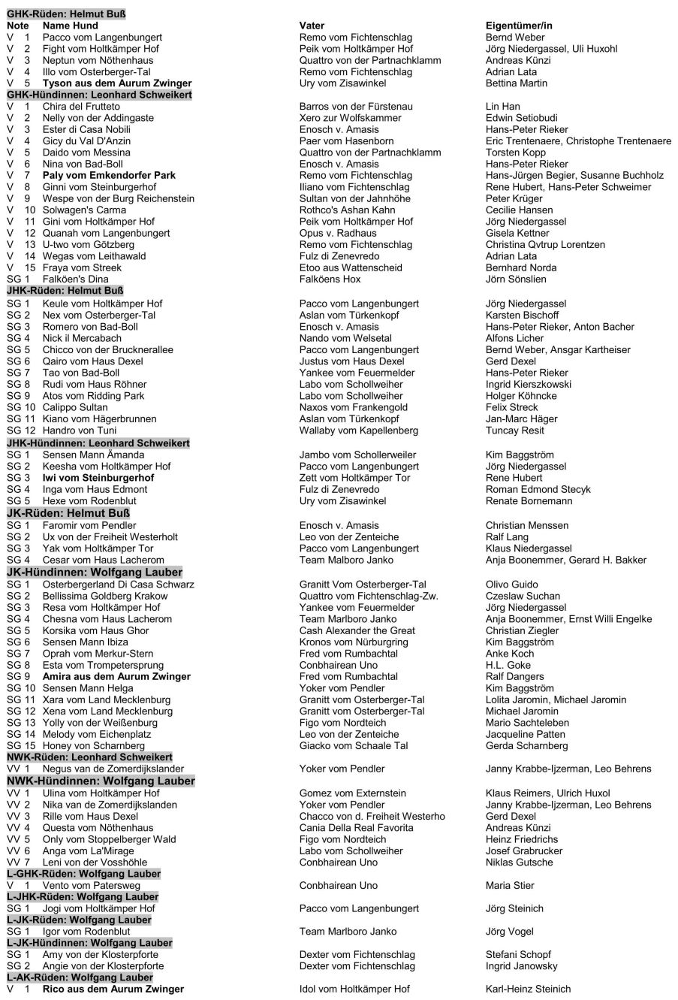 GHK-Rüden: Helmut Buß
Note Name Hund Vater Eigentümer/in
V 1 Pacco vom Langenbungert Remo vom Fichtenschlag Bernd Weber
V 2 Fight vom Holtkämper Hof Peik vom Holtkämper Hof Jörg Niedergassel, Uli Huxohl
V 3 Neptun vom Nöthenhaus Quattro von der Partnachklamm Andreas Künzi
V 4 Illo vom Osterberger-Tal Remo vom Fichtenschlag Adrian Lata
V 5 Tyson aus dem Aurum Zwinger Ury vom Zisawinkel Bettina Martin
GHK-Hündinnen: Leonhard Schweikert
V 1 Chira del Frutteto Barros von der Fürstenau Lin Han
V 2 Nelly von der Addingaste Xero zur Wolfskammer Edwin Setiobudi
V 3 Ester di Casa Nobili Enosch v. Amasis Hans-Peter Rieker
V 4 Gicy du Val D'Anzin Paer vom Hasenborn Eric Trentenaere, Christophe Trentenaere
V 5 Daido vom Messina Quattro von der Partnachklamm Torsten Kopp
V 6 Nina von Bad-Boll Enosch v. Amasis Hans-Peter Rieker
V 7 Paly vom Emkendorfer Park Remo vom Fichtenschlag Hans-Jürgen Begier, Susanne Buchholz
V 8 Ginni vom Steinburgerhof Iliano vom Fichtenschlag Rene Hubert, Hans-Peter Schweimer
V 9 Wespe von der Burg Reichenstein Sultan von der Jahnhöhe Peter Krüger
V 10 Solwagen's Carma Rothco's Ashan Kahn Cecilie Hansen
V 11 Gini vom Holtkämper Hof Peik vom Holtkämper Hof Jörg Niedergassel
V 12 Quanah vom Langenbungert Opus v. Radhaus Gisela Kettner
V 13 U-two vom Götzberg Remo vom Fichtenschlag Christina Qvtrup Lorentzen
V 14 Wegas vom Leithawald Fulz di Zenevredo Adrian Lata
V 15 Fraya vom Streek Etoo aus Wattenscheid Bernhard Norda
SG 1 Falköen's Dina Falköens Hox Jörn Sönslien
JHK-Rüden: Helmut Buß
SG 1 Keule vom Holtkämper Hof Pacco vom Langenbungert Jörg Niedergassel
SG 2 Nex vom Osterberger-Tal Aslan vom Türkenkopf Karsten Bischoff
SG 3 Romero von Bad-Boll Enosch v. Amasis Hans-Peter Rieker, Anton Bacher
SG 4 Nick il Mercabach Nando vom Welsetal Alfons Licher
SG 5 Chicco von der Brucknerallee Pacco vom Langenbungert Bernd Weber, Ansgar Kartheiser
SG 6 Qairo vom Haus Dexel Justus vom Haus Dexel Gerd Dexel
SG 7 Tao von Bad-Boll Yankee vom Feuermelder Hans-Peter Rieker
SG 8 Rudi vom Haus Röhner Labo vom Schollweiher Ingrid Kierszkowski
SG 9 Atos vom Ridding Park Labo vom Schollweiher Holger Köhncke
SG 10 Calippo Sultan Naxos vom Frankengold Felix Streck
SG 11 Kiano vom Hägerbrunnen Aslan vom Türkenkopf Jan-Marc Häger
SG 12 Handro von Tuni Wallaby vom Kapellenberg Tuncay Resit
JHK-Hündinnen: Leonhard Schweikert
SG 1 Sensen Mann Ämanda Jambo vom Schollerweiler Kim Baggström
SG 2 Keesha vom Holtkämper Hof Pacco vom Langenbungert Jörg Niedergassel
SG 3 Iwi vom Steinburgerhof Zett vom Holtkämper Tor Rene Hubert
SG 4 Inga vom Haus Edmont Fulz di Zenevredo Roman Edmond Stecyk
SG 5 Hexe vom Rodenblut Ury vom Zisawinkel Renate Bornemann
JK-Rüden: Helmut Buß
SG 1 Faromir vom Pendler Enosch v. Amasis Christian Menssen
SG 2 Ux von der Freiheit Westerholt Leo von der Zenteiche Ralf Lang
SG 3 Yak vom Holtkämper Tor Pacco vom Langenbungert Klaus Niedergassel
SG 4 Cesar vom Haus Lacherom Team Malboro Janko Anja Boonemmer, Gerard H. Bakker
JK-Hündinnen: Wolfgang Lauber
SG 1 Osterbergerland Di Casa Schwarz Granitt Vom Osterberger-Tal Olivo Guido
SG 2 Bellissima Goldberg Krakow Quattro vom Fichtenschlag-Zw. Czeslaw Suchan
SG 3 Resa vom Holtkämper Hof Yankee vom Feuermelder Jörg Niedergassel
SG 4 Chesna vom Haus Lacherom Team Marlboro Janko Anja Boonemmer, Ernst Willi Engelke
SG 5 Korsika vom Haus Ghor Cash Alexander the Great Christian Ziegler
SG 6 Sensen Mann Ibiza Kronos vom Nürburgring Kim Baggström
SG 7 Oprah vom Merkur-Stern Fred vom Rumbachtal Anke Koch
SG 8 Esta vom Trompetersprung Conbhairean Uno H.L. Goke
SG 9 Amira aus dem Aurum Zwinger Fred vom Rumbachtal Ralf Dangers
SG 10 Sensen Mann Helga Yoker vom Pendler Kim Baggström
SG 11 Xara vom Land Mecklenburg Granitt vom Osterberger-Tal Lolita Jaromin, Michael Jaromin
SG 12 Xena vom Land Mecklenburg Granitt vom Osterberger-Tal Michael Jaromin
SG 13 Yolly von der Weißenburg Figo vom Nordteich Mario Sachteleben
SG 14 Melody vom Eichenplatz Leo von der Zenteiche Jacqueline Patten
SG 15 Honey von Scharnberg Giacko vom Schaale Tal Gerda Scharnberg
NWK-Rüden: Leonhard Schweikert
VV 1 Negus van de Zomerdijkslander Yoker vom Pendler Janny Krabbe-Ijzerman, Leo Behrens
NWK-Hündinnen: Wolfgang Lauber
VV 1 Ulina vom Holtkämper Hof Gomez vom Externstein Klaus Reimers, Ulrich Huxol
VV 2 Nika van de Zomerdijkslanden Yoker vom Pendler Janny Krabbe-Ijzerman, Leo Behrens
VV 3 Rille vom Haus Dexel Chacco von d. Freiheit Westerho Gerd Dexel
VV 4 Questa vom Nöthenhaus Cania Della Real Favorita Andreas Künzi
VV 5 Only vom Stoppelberger Wald Figo vom Nordteich Heinz Friedrichs
VV 6 Anga vom La'Mirage Labo vom Schollweiher Josef Grabrucker
VV 7 Leni von der Vosshöhle Conbhairean Uno Niklas Gutsche
L-GHK-Rüden: Wolfgang Lauber
V 1 Vento vom Patersweg Conbhairean Uno Maria Stier
L-JHK-Rüden: Wolfgang Lauber
SG 1 Jogi vom Holtkämper Hof Pacco vom Langenbungert Jörg Steinich
L-JK-Rüden: Wolfgang Lauber
SG 1 Igor vom Rodenblut Team Marlboro Janko Jörg Vogel
L-JK-Hündinnen: Wolfgang Lauber
SG 1 Amy von der Klosterpforte Dexter vom Fichtenschlag Stefani Schopf
SG 2 Angie von der Klosterpforte Dexter vom Fichtenschlag Ingrid Janowsky
L-AK-Rüden: Wolfgang Lauber
V 1 Rico aus dem Aurum Zwinger Idol vom Holtkämper Hof Karl-Heinz Steinich